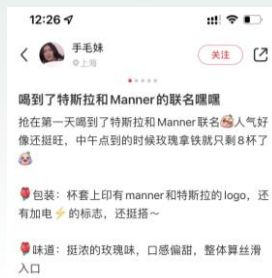 12:26
手毛妹
上海
关注
喝到了特斯拉和Manner的联名嘿嘿
抢在第一天喝到了特斯拉和Manner联名人气好
像还挺旺，中午点到的时候玫瑰拿铁就只剩8杯了
包装：杯套上印有manner和特斯拉的logo，还
有加电⚡的标志，还挺搭～
味道：挺浓的玫瑰味，口感偏甜，整体算丝滑
入口